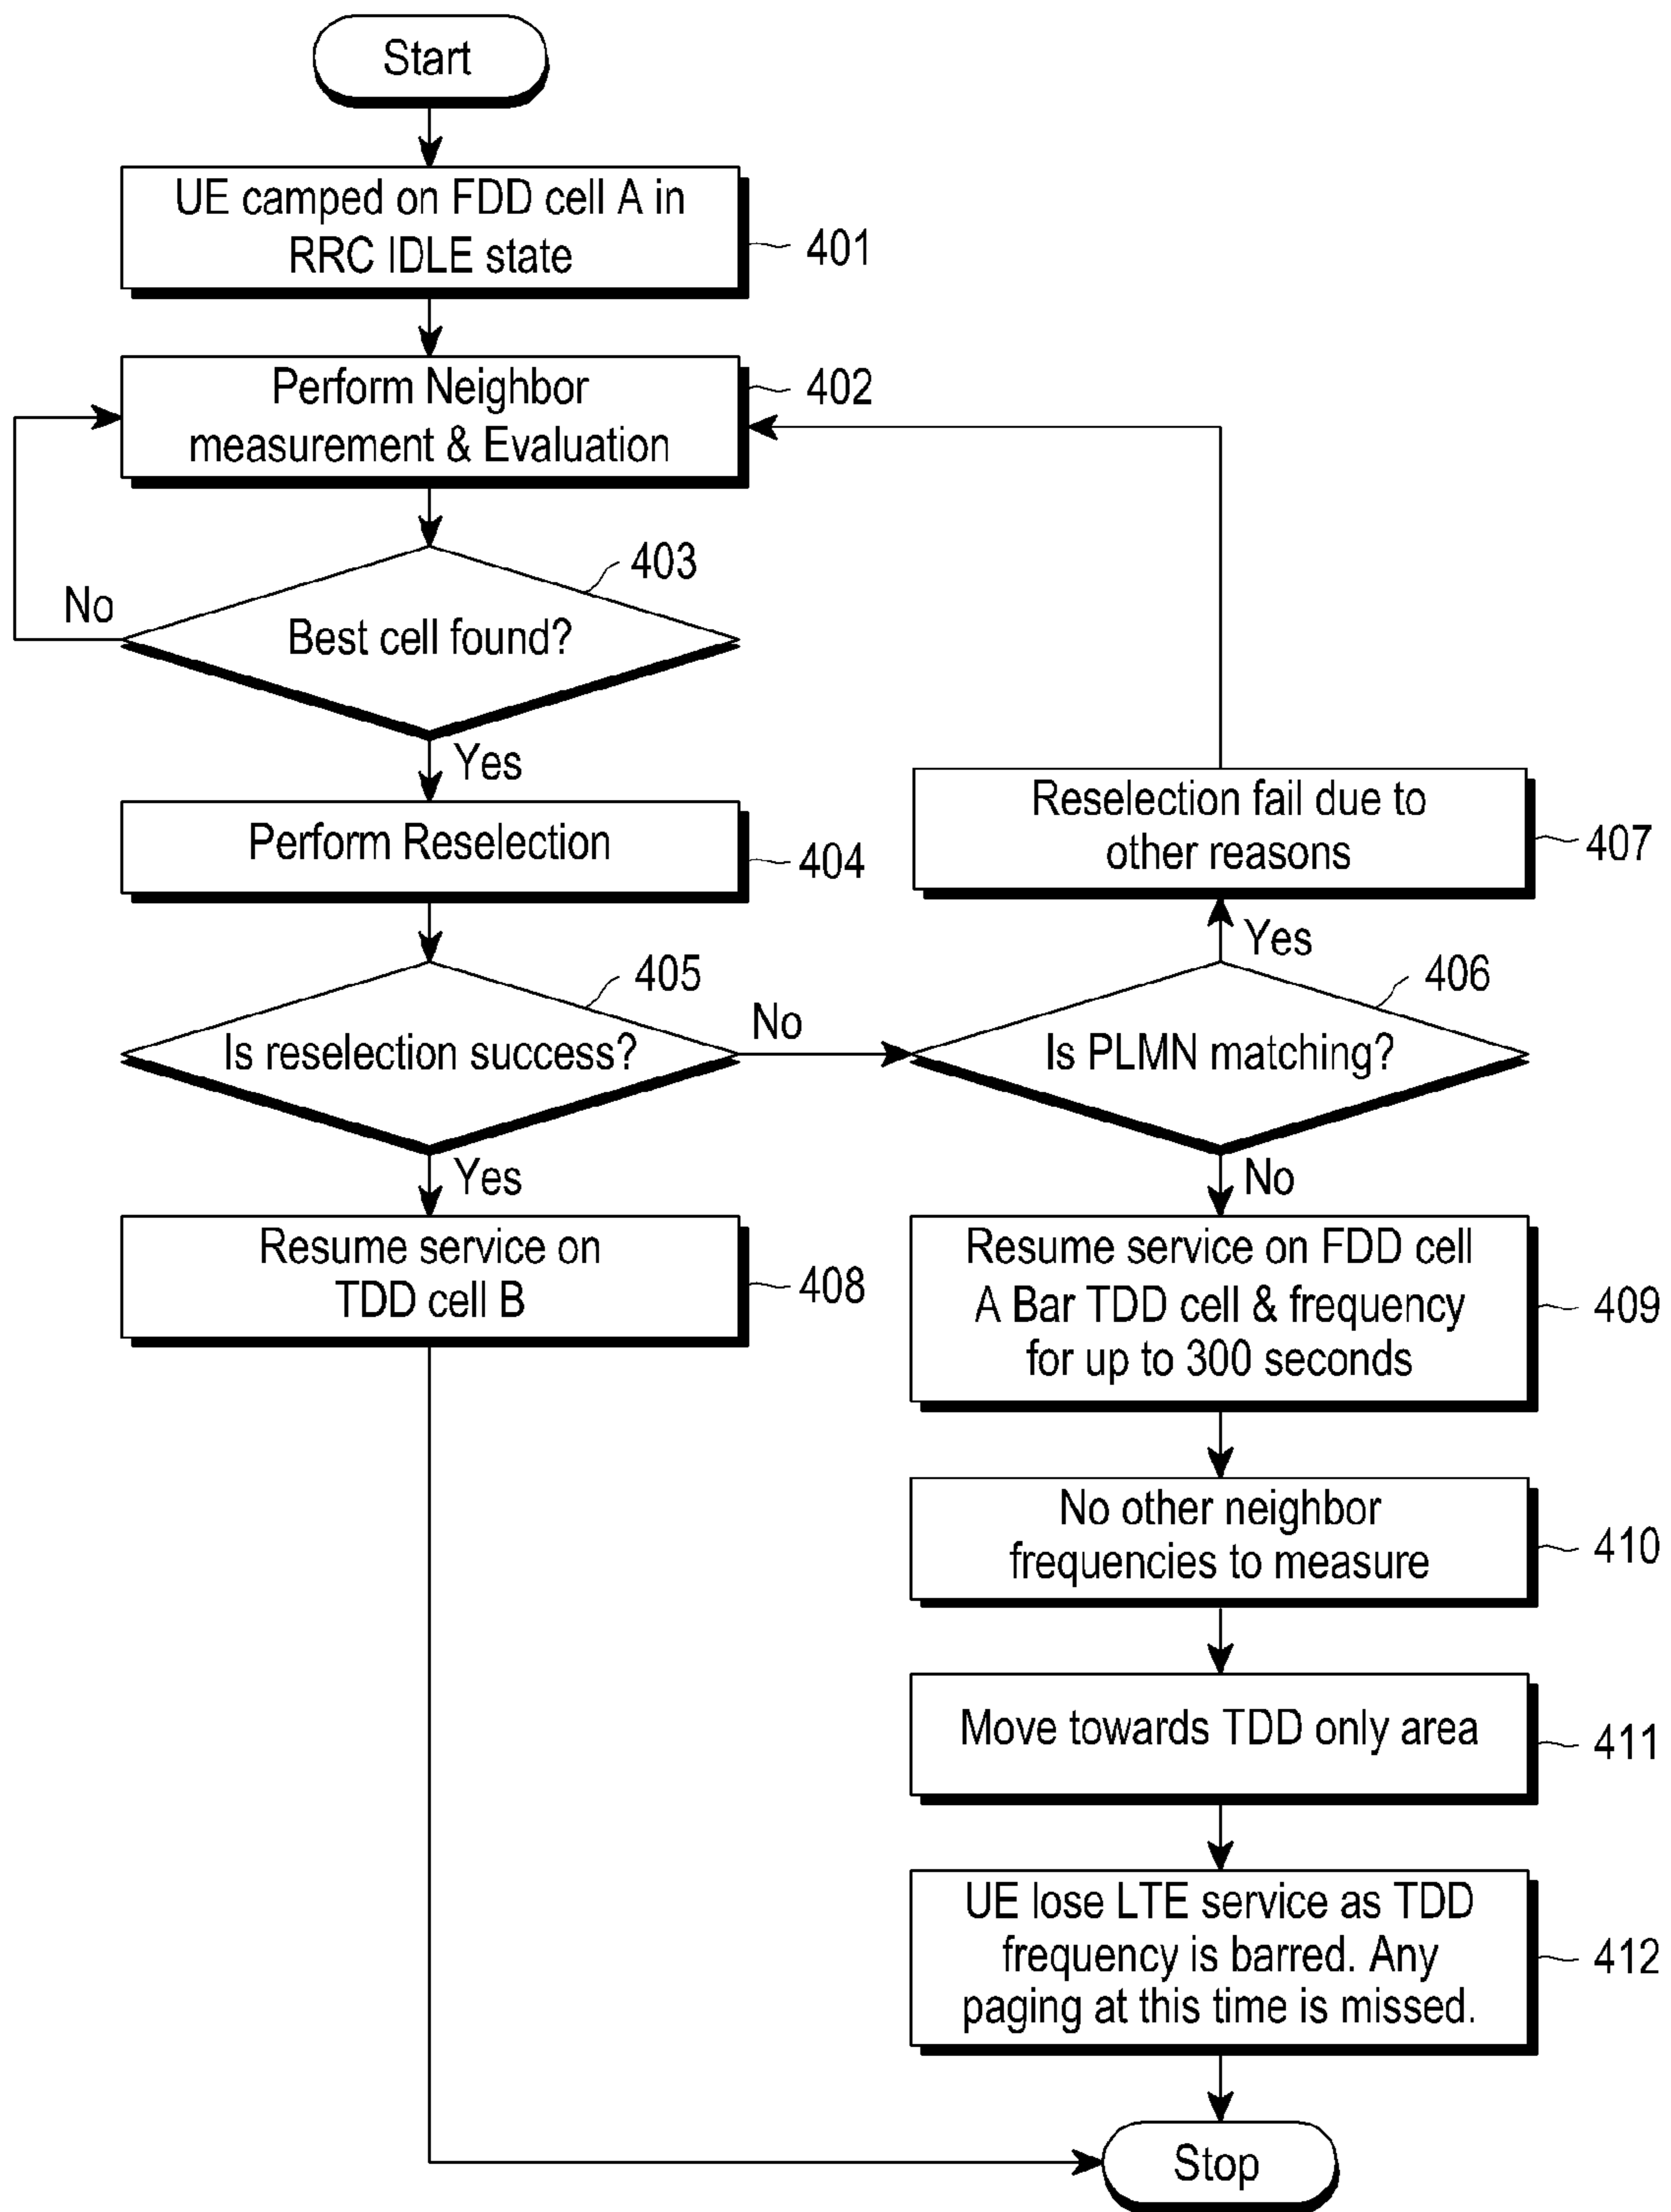 Start
UE camped on FDD cell A in
RRC IDLE state
401
Perform Neighbor
measurement & Evaluation
402
403
No
Best cell found?
Yes
Perform Reselection
404
Reselection fail due to
other reasons
407
Yes
405
406
Is reselection success?
No
Is PLMN matching?
Yes
No
Resume service on
TDD cell B
408
Resume service on FDD cell
A Bar TDD cell & frequency
for up to 300 seconds
409
No other neighbor
frequencies to measure
410
Move towards TDD only area
411
UE lose LTE service as TDD
frequency is barred. Any
paging at this time is missed.
412
Stop